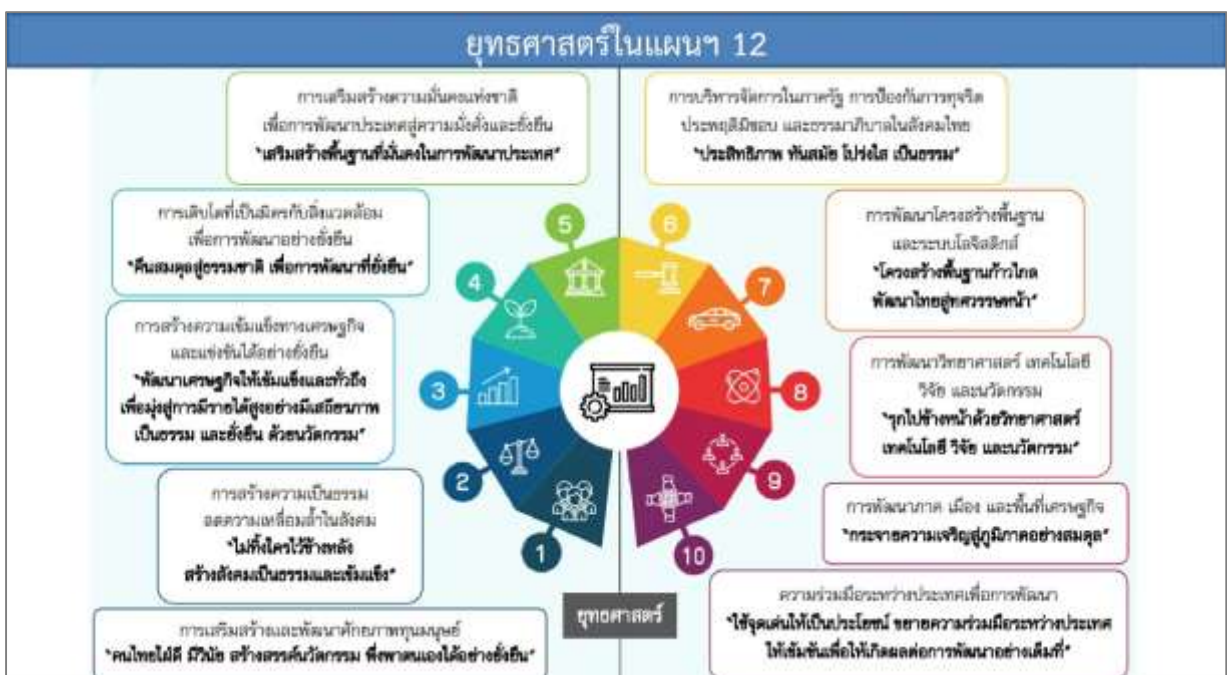 ยุทธศาสตร์ในแผนฯ 12
การเสริมสร้างความมั่นคงแห่งชาติ
เพื่อการพัฒนาประเทศสู่ความมั่งคั่งและยั่งยืน
"เสริมสร้างพื้นฐานที่มั่นคงในการพัฒนาประเทศ"
การเติบโตที่เป็นมิตรกับสิ่งแวดล้อม
เพื่อการพัฒนาอย่างยั่งยืน
"คืนสมดุลสู่ธรรมชาติ เพื่อการพัฒนาที่ยั่งยืน"
การสร้างความเข้มแข็งทางเศรษฐกิจ
และแข่งขันได้อย่างยั่งยืน
"พัฒนาเศรษฐกิจให้เข้มแข็งและทั่วถึง
เพื่อมุ่งสู่การมีรายได้สูงอย่างมีเสถียรภาพ
เป็นธรรม และยั่งยืน ด้วยนวัตกรรม"
การสร้างความเป็นธรรม
ลดความเหลื่อมล้ำในสังคม
"ไม่ทิ้งใครไว้ข้างหลัง
สร้างสังคมเป็นธรรมและเข้มแข็ง"
การเสริมสร้างและพัฒนาศักยภาพทุนมนุษย์
"คนไทยใฝ่ดี มีวินัย สร้างสรรค์นวัตกรรม พึ่งพาตนเองได้อย่างยั่งยืน"
5
4
3
2
1
6
7
8
9
10
ยุทธศาสตร์
การบริหารจัดการในภาครัฐ การป้องกันการทุจริต
ประพฤติมิชอบ และธรรมาภิบาลในสังคมไทย
"ประสิทธิภาพ ทันสมัย โปร่งใส เป็นธรรม"
การพัฒนาโครงสร้างพื้นฐาน
และระบบโลจิสติกส์
"โครงสร้างพื้นฐานก้าวไกล
พัฒนาไทยสู่ทศวรรษหน้า"
การพัฒนาวิทยาศาสตร์ เทคโนโลยี
วิจัย และนวัตกรรม
"รุกไปข้างหน้าด้วยวิทยาศาสตร์
เทคโนโลยี วิจัย และนวัตกรรม"
การพัฒนาภาค เมือง และพื้นที่เศรษฐกิจ
"กระจายความเจริญสู่ภูมิภาคอย่างสมดุล"
ความร่วมมือระหว่างประเทศเพื่อการพัฒนา
"ใช้จุดเด่นให้เป็นประโยชน์ ขยายความร่วมมือระหว่างประเทศ
ให้เข้มข้นเพื่อให้เกิดผลต่อการพัฒนาอย่างเต็มที่"